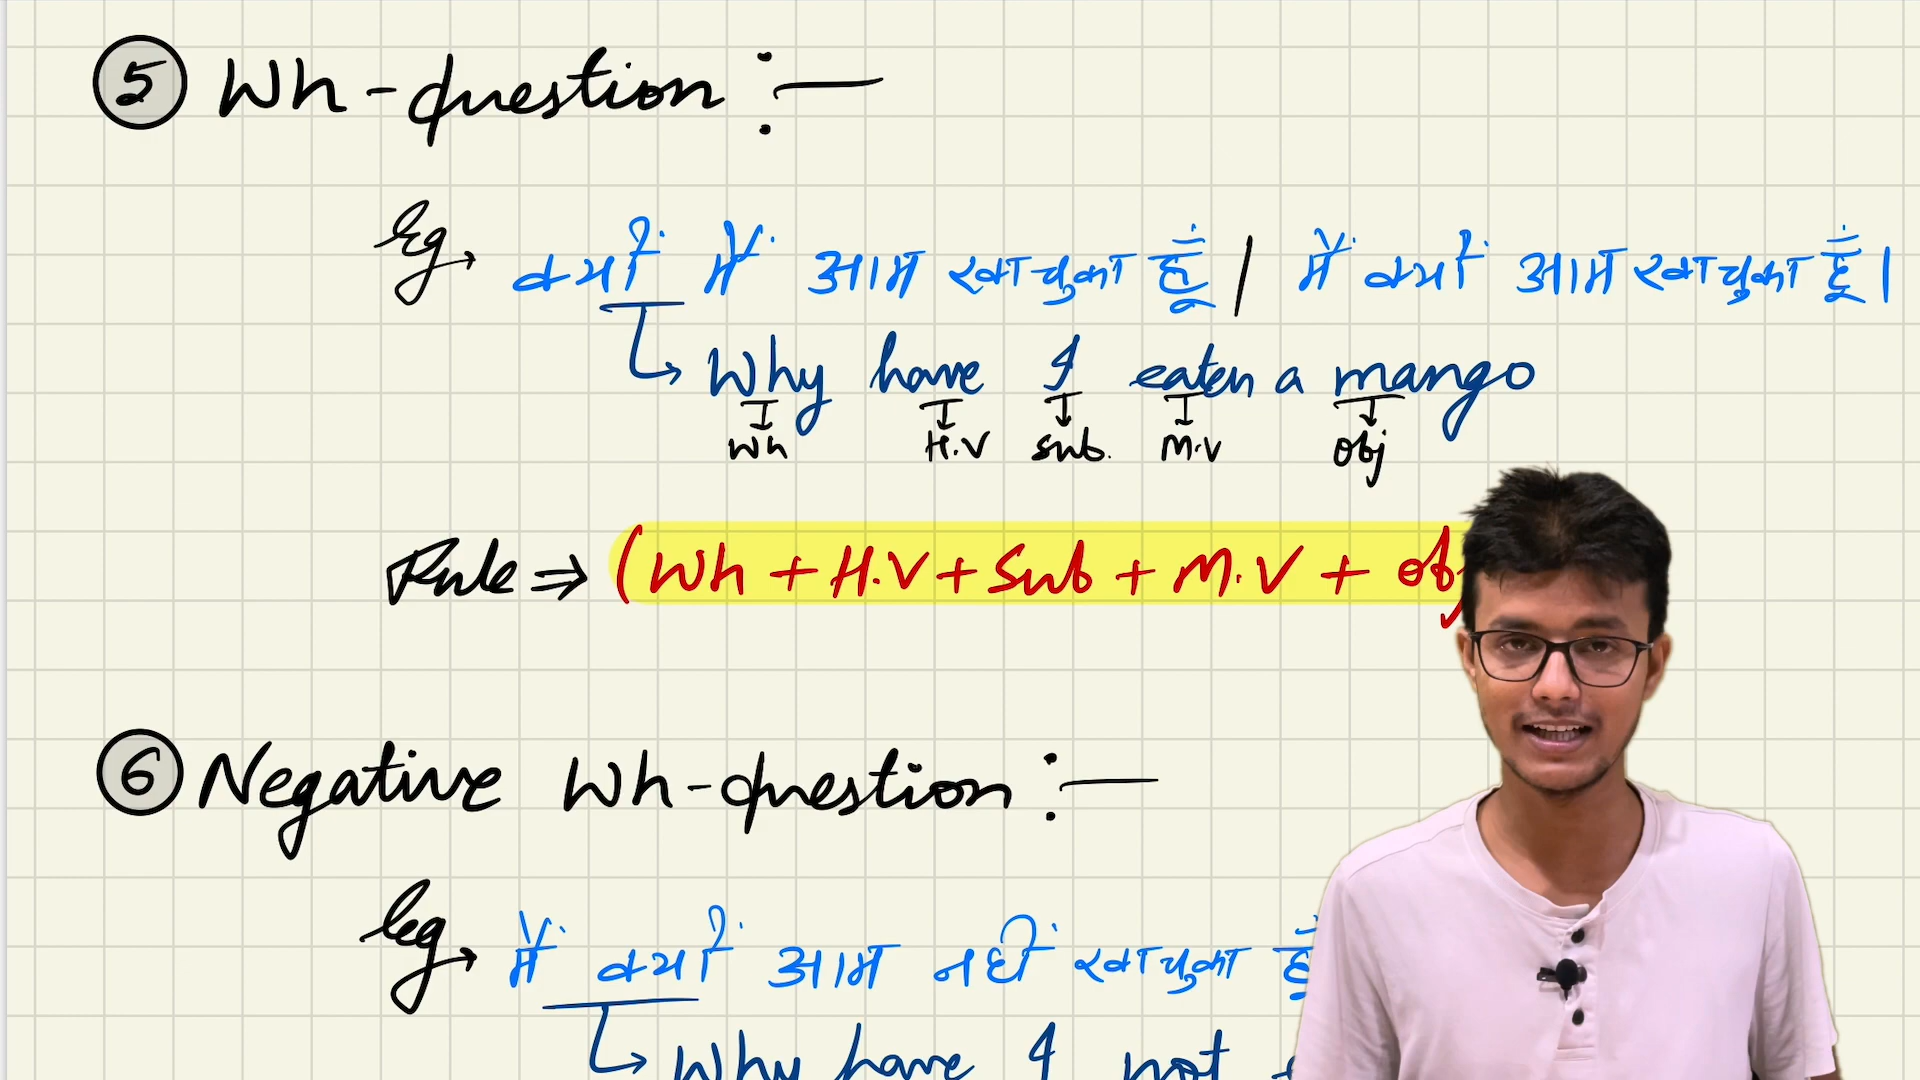 5 Wh-question :—
Eg → क्यों मैं आम खा चुका हूँ | मैं क्यों आम खा चुका हूँ |
Why have I eaten a mango
Wh H.V Sub. M.V Obj
Rule ⇒ (Wh + H.V + Sub + M.V + Obj
6 Negative Wh-question :—
Eg → मैं क्यों आम नहीं खा चुका हूँ
Why have I not